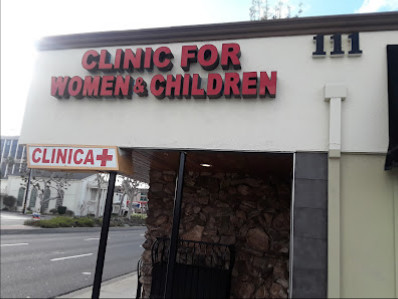 CLINIC FOR
WOMEN & CHILDREN
111
CLINICA+